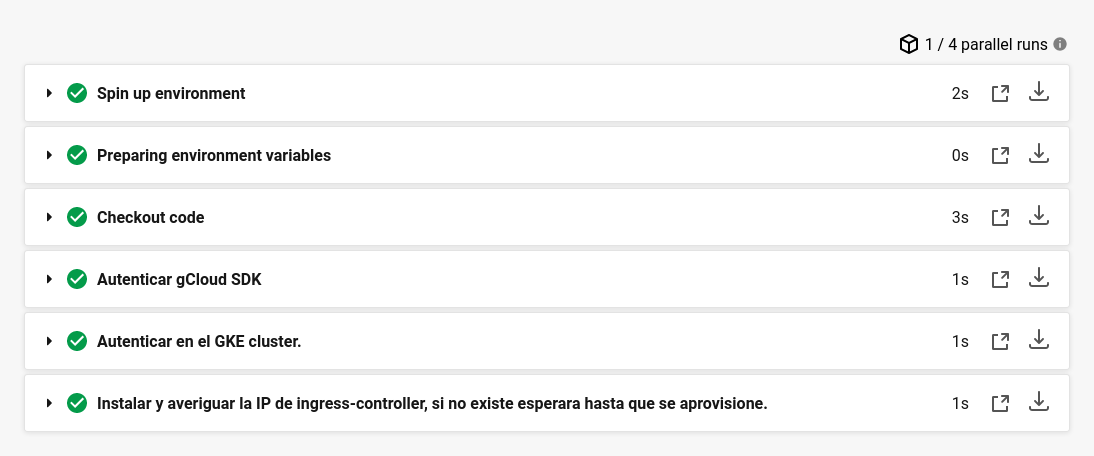 1 / 4 parallel runs
Spin up environment 2s
Preparing environment variables 0s
Checkout code 3s
Autenticar gCloud SDK 1s
Autenticar en el GKE cluster. 1s
Instalar y averiguar la IP de ingress-controller, si no existe esperara hasta que se aprovisione. 1s